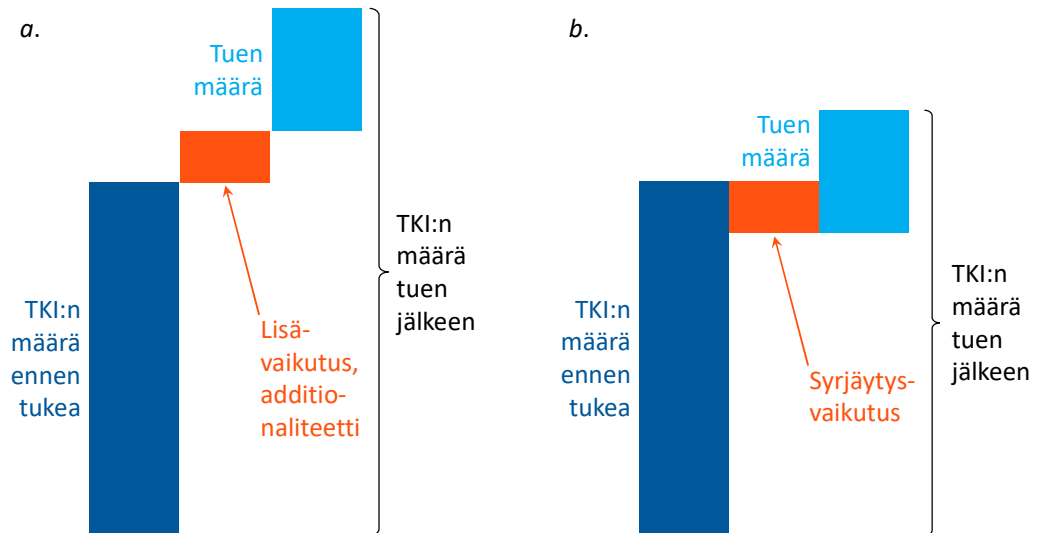 a.
Tuen
määrä
TKI:n
määrä
ennen
tukea
Lisä-
vaikutus,
additio-
naliteetti
TKI:n
määrä
tuen
jälkeen
b.
Tuen
määrä
TKI:n
määrä
ennen
tukea
Syrjäytys-
vaikutus
TKI:n
määrä
tuen
jälkeen